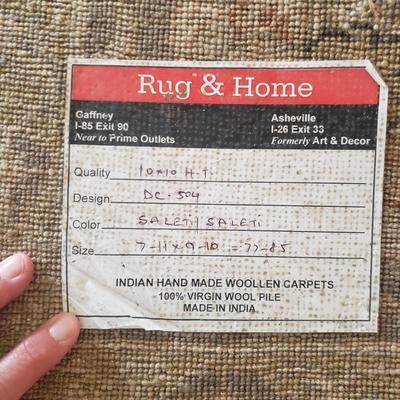 Rug & Home
Gaffney
I-85 Exit 90
Near to Prime Outlets
Asheville
I-26 Exit 33
Formerly Art & Decor
Quality 10x10 H.T.
Design DC-504
Color SALETI/SALETI
Size 7-11x9-10 = 77-85
INDIAN HAND MADE WOOLLEN CARPETS
100% VIRGIN WOOL PILE
MADE IN INDIA